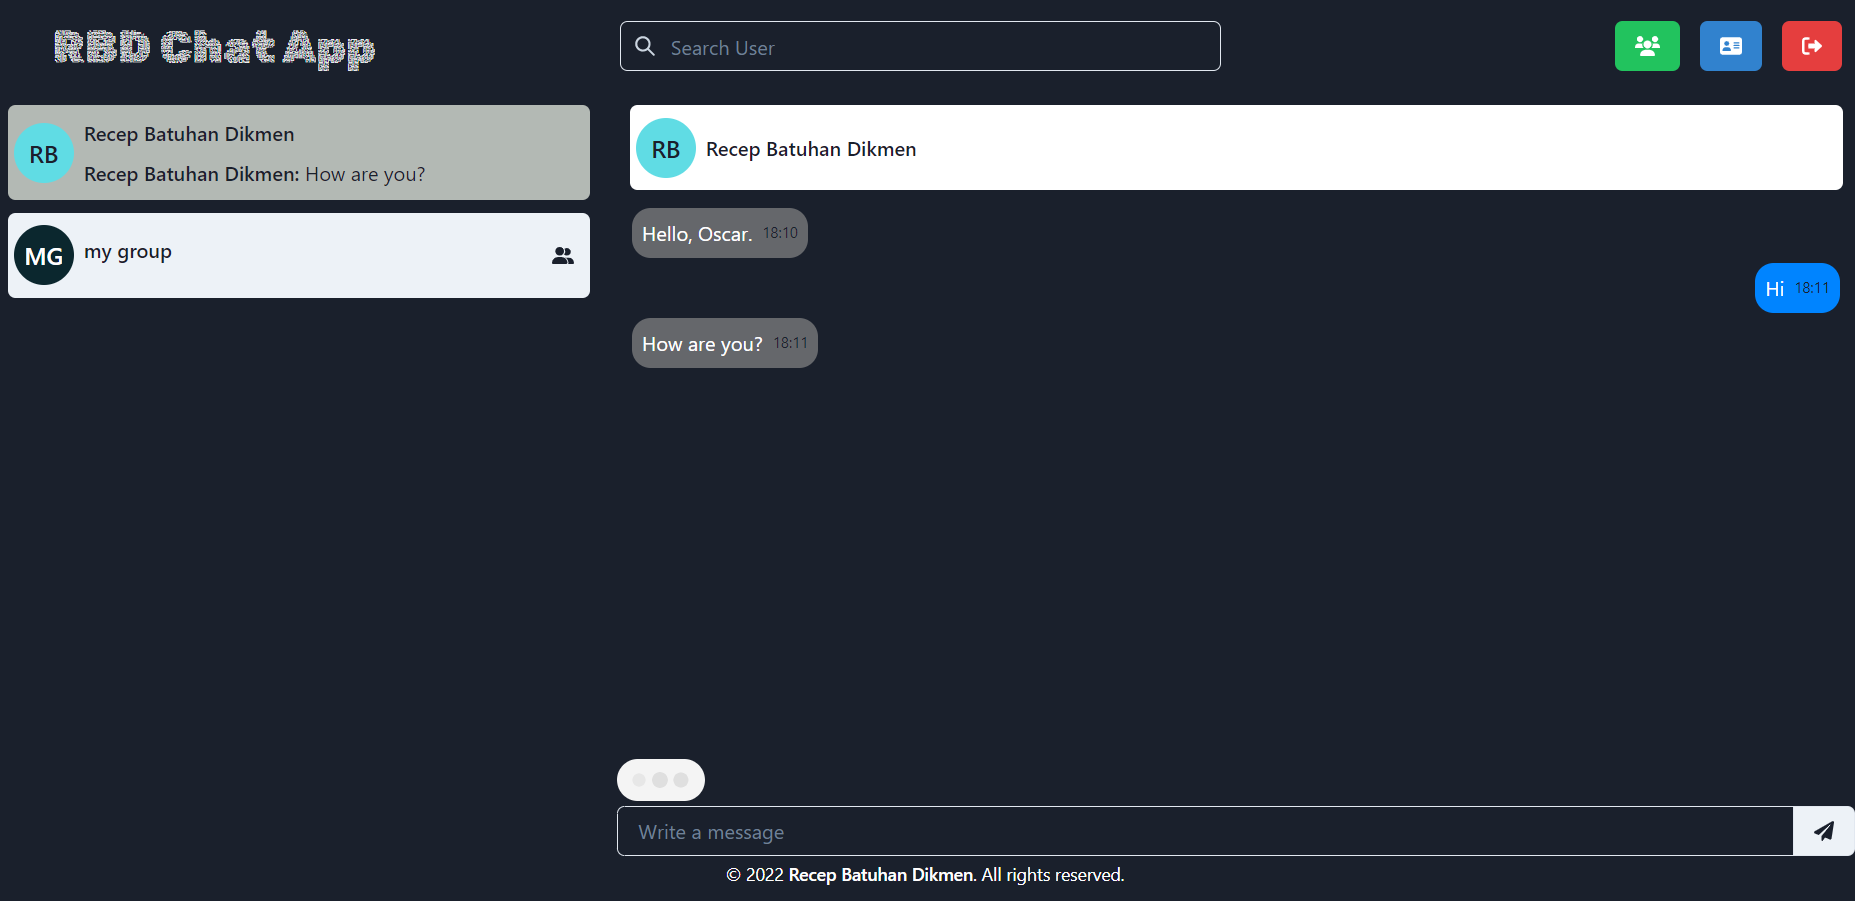 RBD Chat App
Search User
RB
Recep Batuhan Dikmen
Recep Batuhan Dikmen: How are you?
MG
my group
RB
Recep Batuhan Dikmen
Hello, Oscar. 18:10
Hi 18:11
How are you? 18:11
Write a message
© 2022 Recep Batuhan Dikmen. All rights reserved.